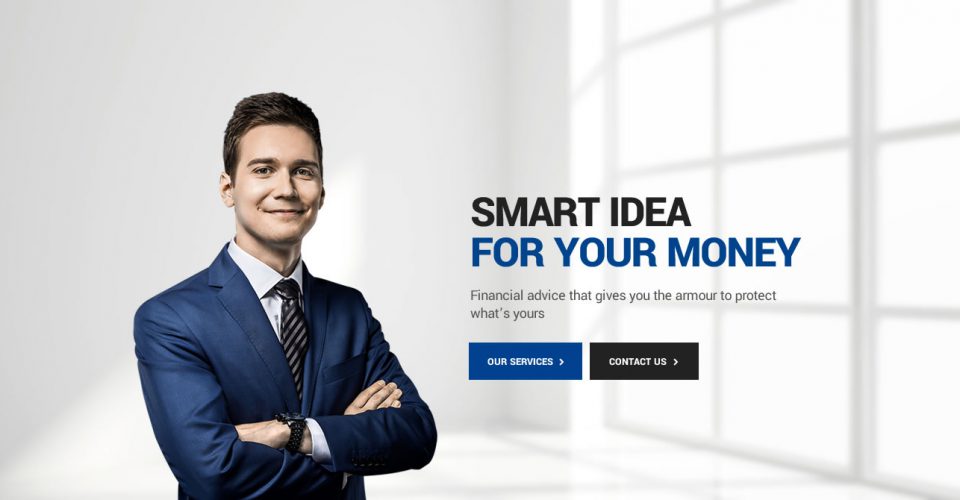 SMART IDEA
FOR YOUR MONEY
Financial advice that gives you the armour to protect
what's yours
OUR SERVICES
CONTACT US